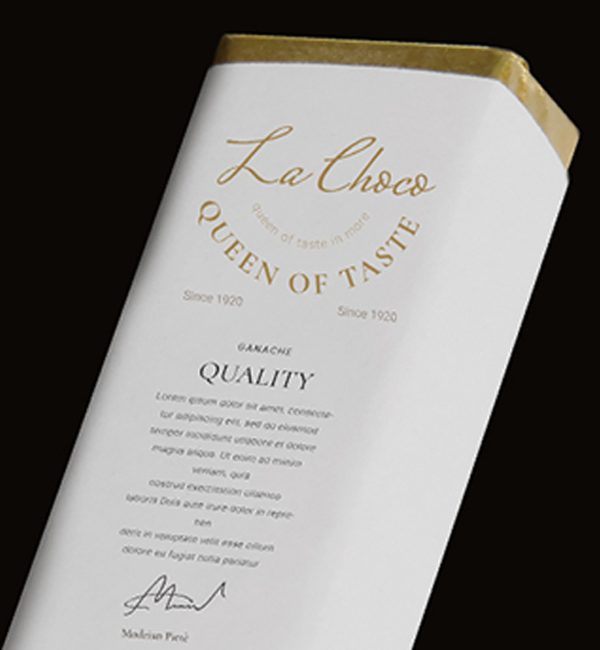 La Choco
queen of taste in more
QUEEN OF TASTE
Since 1920
Since 1920
GANACHE
QUALITY
Lorem ipsum dolor sit amet, consecte-
tur adipiscing elit, sed do eiusmod
tempor incididunt utlabore et dolore
magna aliqua. Ut enim ad minim
veniam, quis
nostrud exercitation ullamco
laboris Duis aute irure dolor in repre-
hen
derit in voluptate velit esse cillum
dolore eu fugiat nulla pariatur